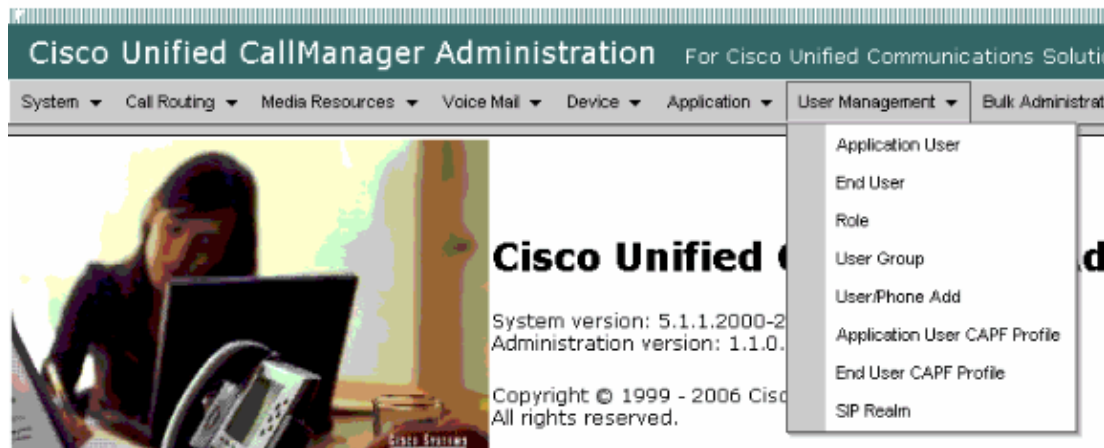 Cisco Unified CallManager Administration For Cisco Unified Communications Soluti
System Call Routing Media Resources Voice Mail Device Application User Management Bulk Administrat
Application User
End User
Role
User Group
User/Phone Add
Application User CAPF Profile
End User CAPF Profile
SIP Realm
Cisco Unified
System version: 5.1.1.2000-2
Administration version: 1.1.0.
Copyright © 1999 - 2006 Cisc
All rights reserved.
Cisco Systems